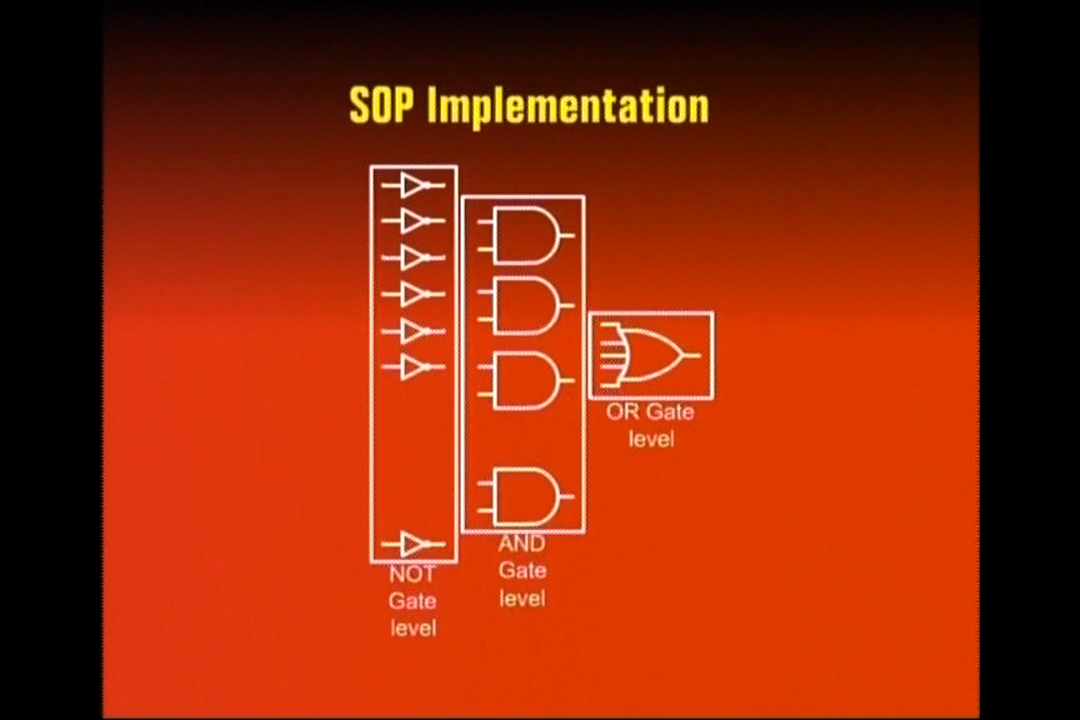 SOP Implementation
OR Gate
level
AND
Gate
level
NOT
Gate
level